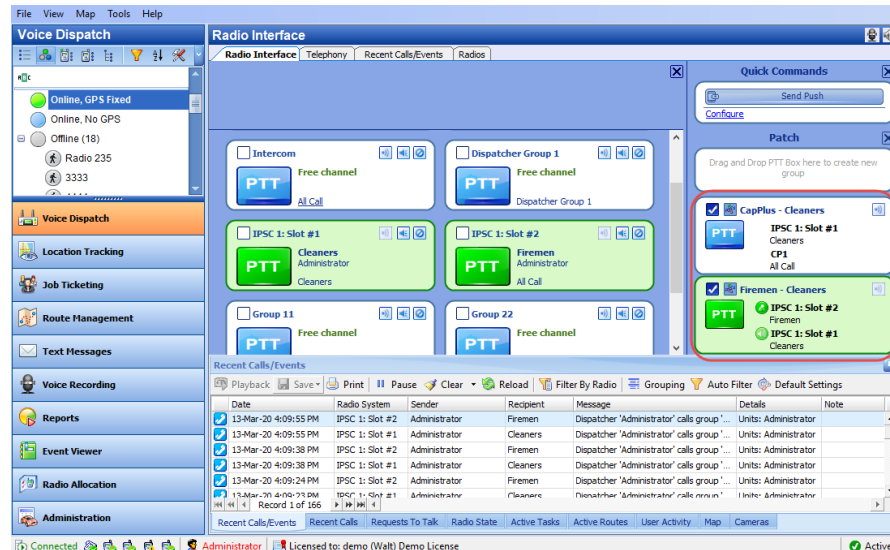 File View Map Tools Help
Voice Dispatch
Radio Interface
Radio Interface Telephony Recent Calls/Events Radios
Online, GPS Fixed
Online, No GPS
Offline (18)
Radio 235
3333
Voice Dispatch
Location Tracking
Job Ticketing
Route Management
Text Messages
Voice Recording
Reports
Event Viewer
Radio Allocation
Administration
Intercom
Free channel
PTT
All Call
Dispatcher Group 1
Free channel
PTT
Dispatcher Group 1
IPSC 1: Slot #1
Cleaners
Administrator
PTT
Cleaners
IPSC 1: Slot #2
Firemen
Administrator
PTT
All Call
Group 11
Free channel
PTT
Group 22
Free channel
PTT
Quick Commands
Send Push
Configure
Patch
Drag and Drop PTT Box here to create new
group
CapPlus - Cleaners
PTT
IPSC 1: Slot #1
Cleaners
CP1
All Call
Firemen - Cleaners
PTT
IPSC 1: Slot #2
Firemen
IPSC 1: Slot #1
Cleaners
Recent Calls/Events
Playback Save Print Pause Clear Reload Filter By Radio Grouping Auto Filter Default Settings
Date Radio System Sender Recipient Message Details Note
13-Mar-20 4:09:55 PM IPSC 1: Slot #2 Administrator Firemen Dispatcher 'Administrator' calls group '... Units: Administrator
13-Mar-20 4:09:55 PM IPSC 1: Slot #1 Administrator Cleaners Dispatcher 'Administrator' calls group '... Units: Administrator
13-Mar-20 4:09:38 PM IPSC 1: Slot #2 Administrator Firemen Dispatcher 'Administrator' calls group '... Units: Administrator
13-Mar-20 4:09:38 PM IPSC 1: Slot #2 Administrator Cleaners Dispatcher 'Administrator' calls group '... Units: Administrator
13-Mar-20 4:09:24 PM IPSC 1: Slot #2 Administrator Firemen Dispatcher 'Administrator' calls group '... Units: Administrator
13-Mar-20 4:09:23 PM IPSC 1: Slot #1 Administrator Cleaners Dispatcher 'Administrator' calls group '... Units: Administrator
Record 1 of 166
Recent Calls/Events Recent Calls Requests To Talk Radio State Active Tasks Active Routes User Activity Map Cameras
Connected Administrator Licensed to: demo (Walt) Demo License Active